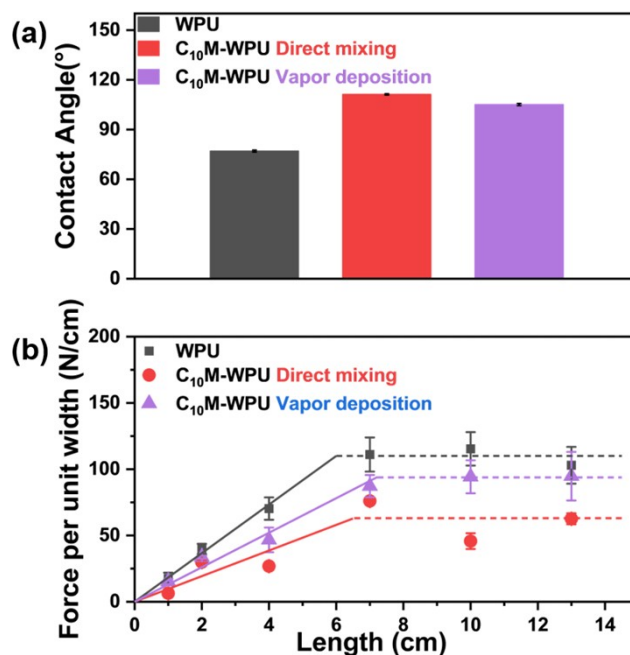 (a)
WPU
C₁₀M-WPU Direct mixing
C₁₀M-WPU Vapor deposition
Contact Angle(°)
150
120
90
60
30
0
(b)
WPU
C₁₀M-WPU Direct mixing
C₁₀M-WPU Vapor deposition
Force per unit width (N/cm)
200
150
100
50
0
0 2 4 6 8 10 12 14
Length (cm)